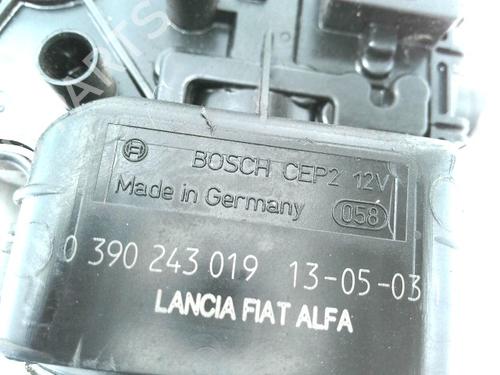 BOSCH CEP2 12V
Made in Germany 058
0 390 243 019 13-05-03
LANCIA FIAT ALFA